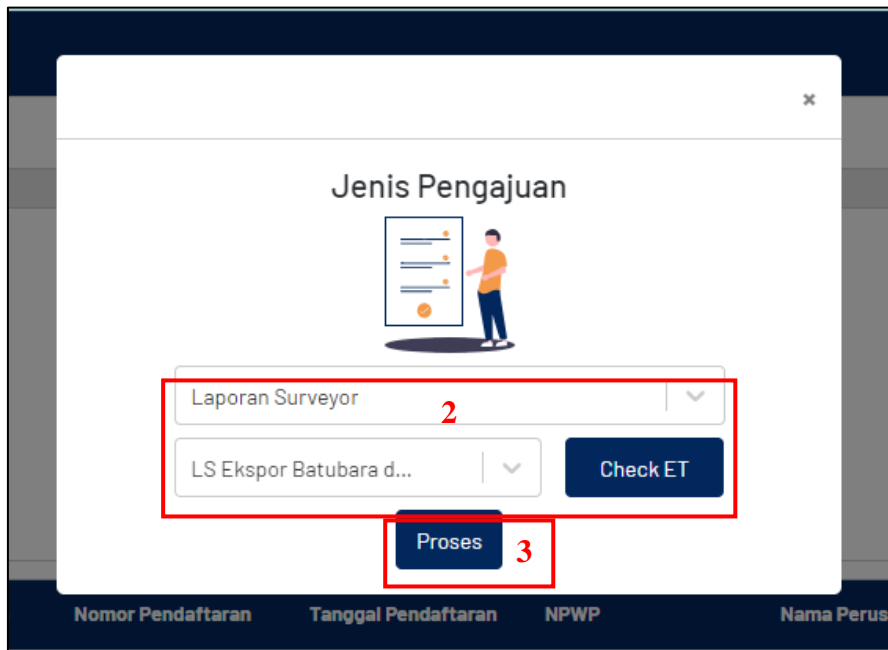 ×
Jenis Pengajuan
Laporan Surveyor
2
LS Ekspor Batubara d...
Check ET
Proses
3
Nomor Pendaftaran Tanggal Pendaftaran NPWP Nama Perus